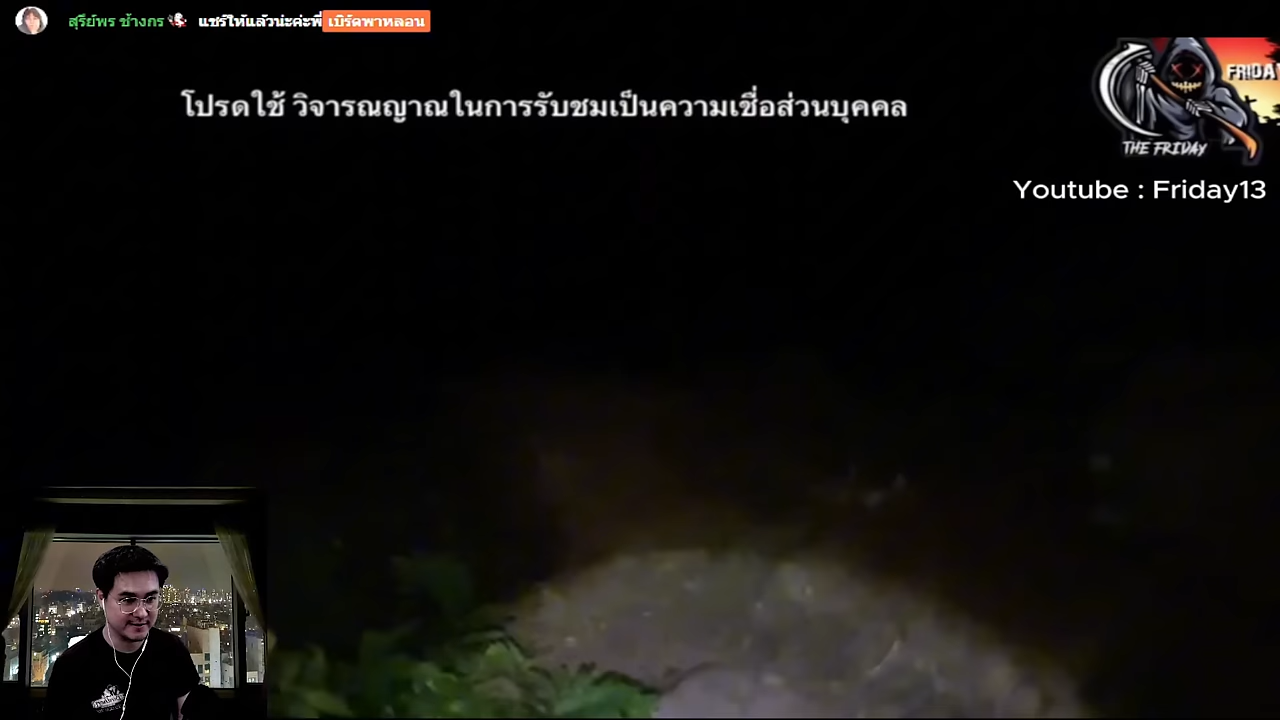 สุรีย์พร ช้างกร แชร์ให้แล้วน่ะค่ะพี่ เบิร์ดพาหลอน
โปรดใช้ วิจารณญาณในการรับชมเป็นความเชื่อส่วนบุคคล
FRIDAY
THE FRIDAY
Youtube : Friday13